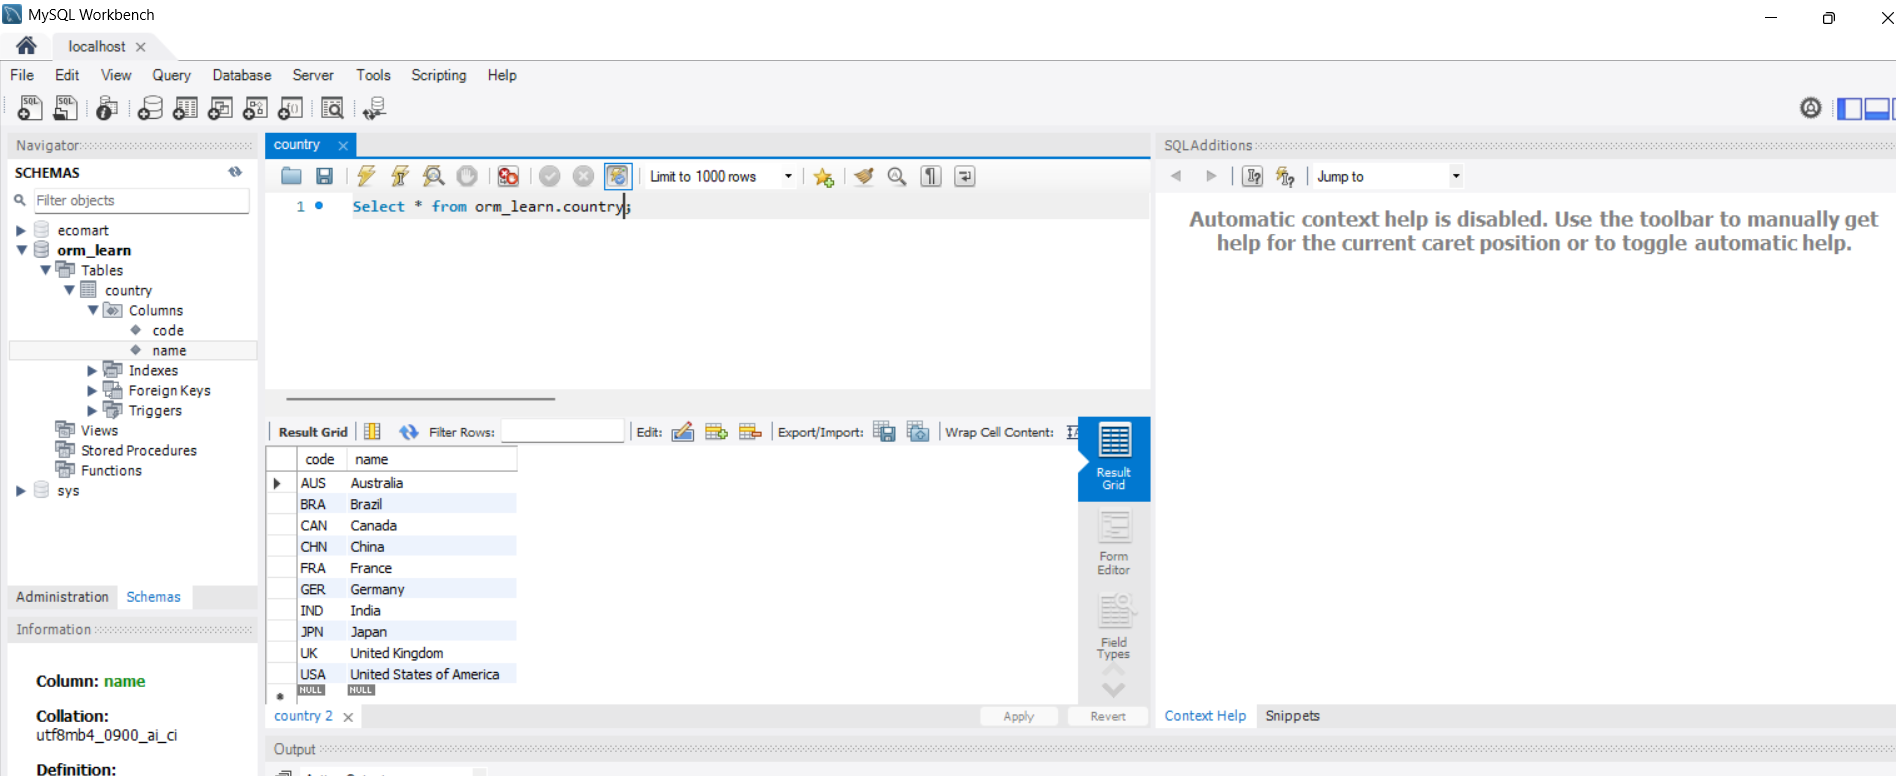 MySQL Workbench
localhost
File Edit View Query Database Server Tools Scripting Help
Navigator
SCHEMAS
Filter objects
ecomart
orm_learn
Tables
country
Columns
code
name
Indexes
Foreign Keys
Triggers
Views
Stored Procedures
Functions
sys
Administration Schemas
Information
Column: name
Collation:
utf8mb4_0900_ai_ci
Definition:
country
Limit to 1000 rows
1 Select * from orm_learn.country;
Result Grid Filter Rows: Edit: Export/Import: Wrap Cell Content:
code name
AUS Australia
BRA Brazil
CAN Canada
CHN China
FRA France
GER Germany
IND India
JPN Japan
UK United Kingdom
USA United States of America
NULL NULL
Result
Grid
Form
Editor
Field
Types
country 2
Apply Revert
Output
SQLAdditions
Jump to
Automatic context help is disabled. Use the toolbar to manually get
help for the current caret position or to toggle automatic help.
Context Help Snippets